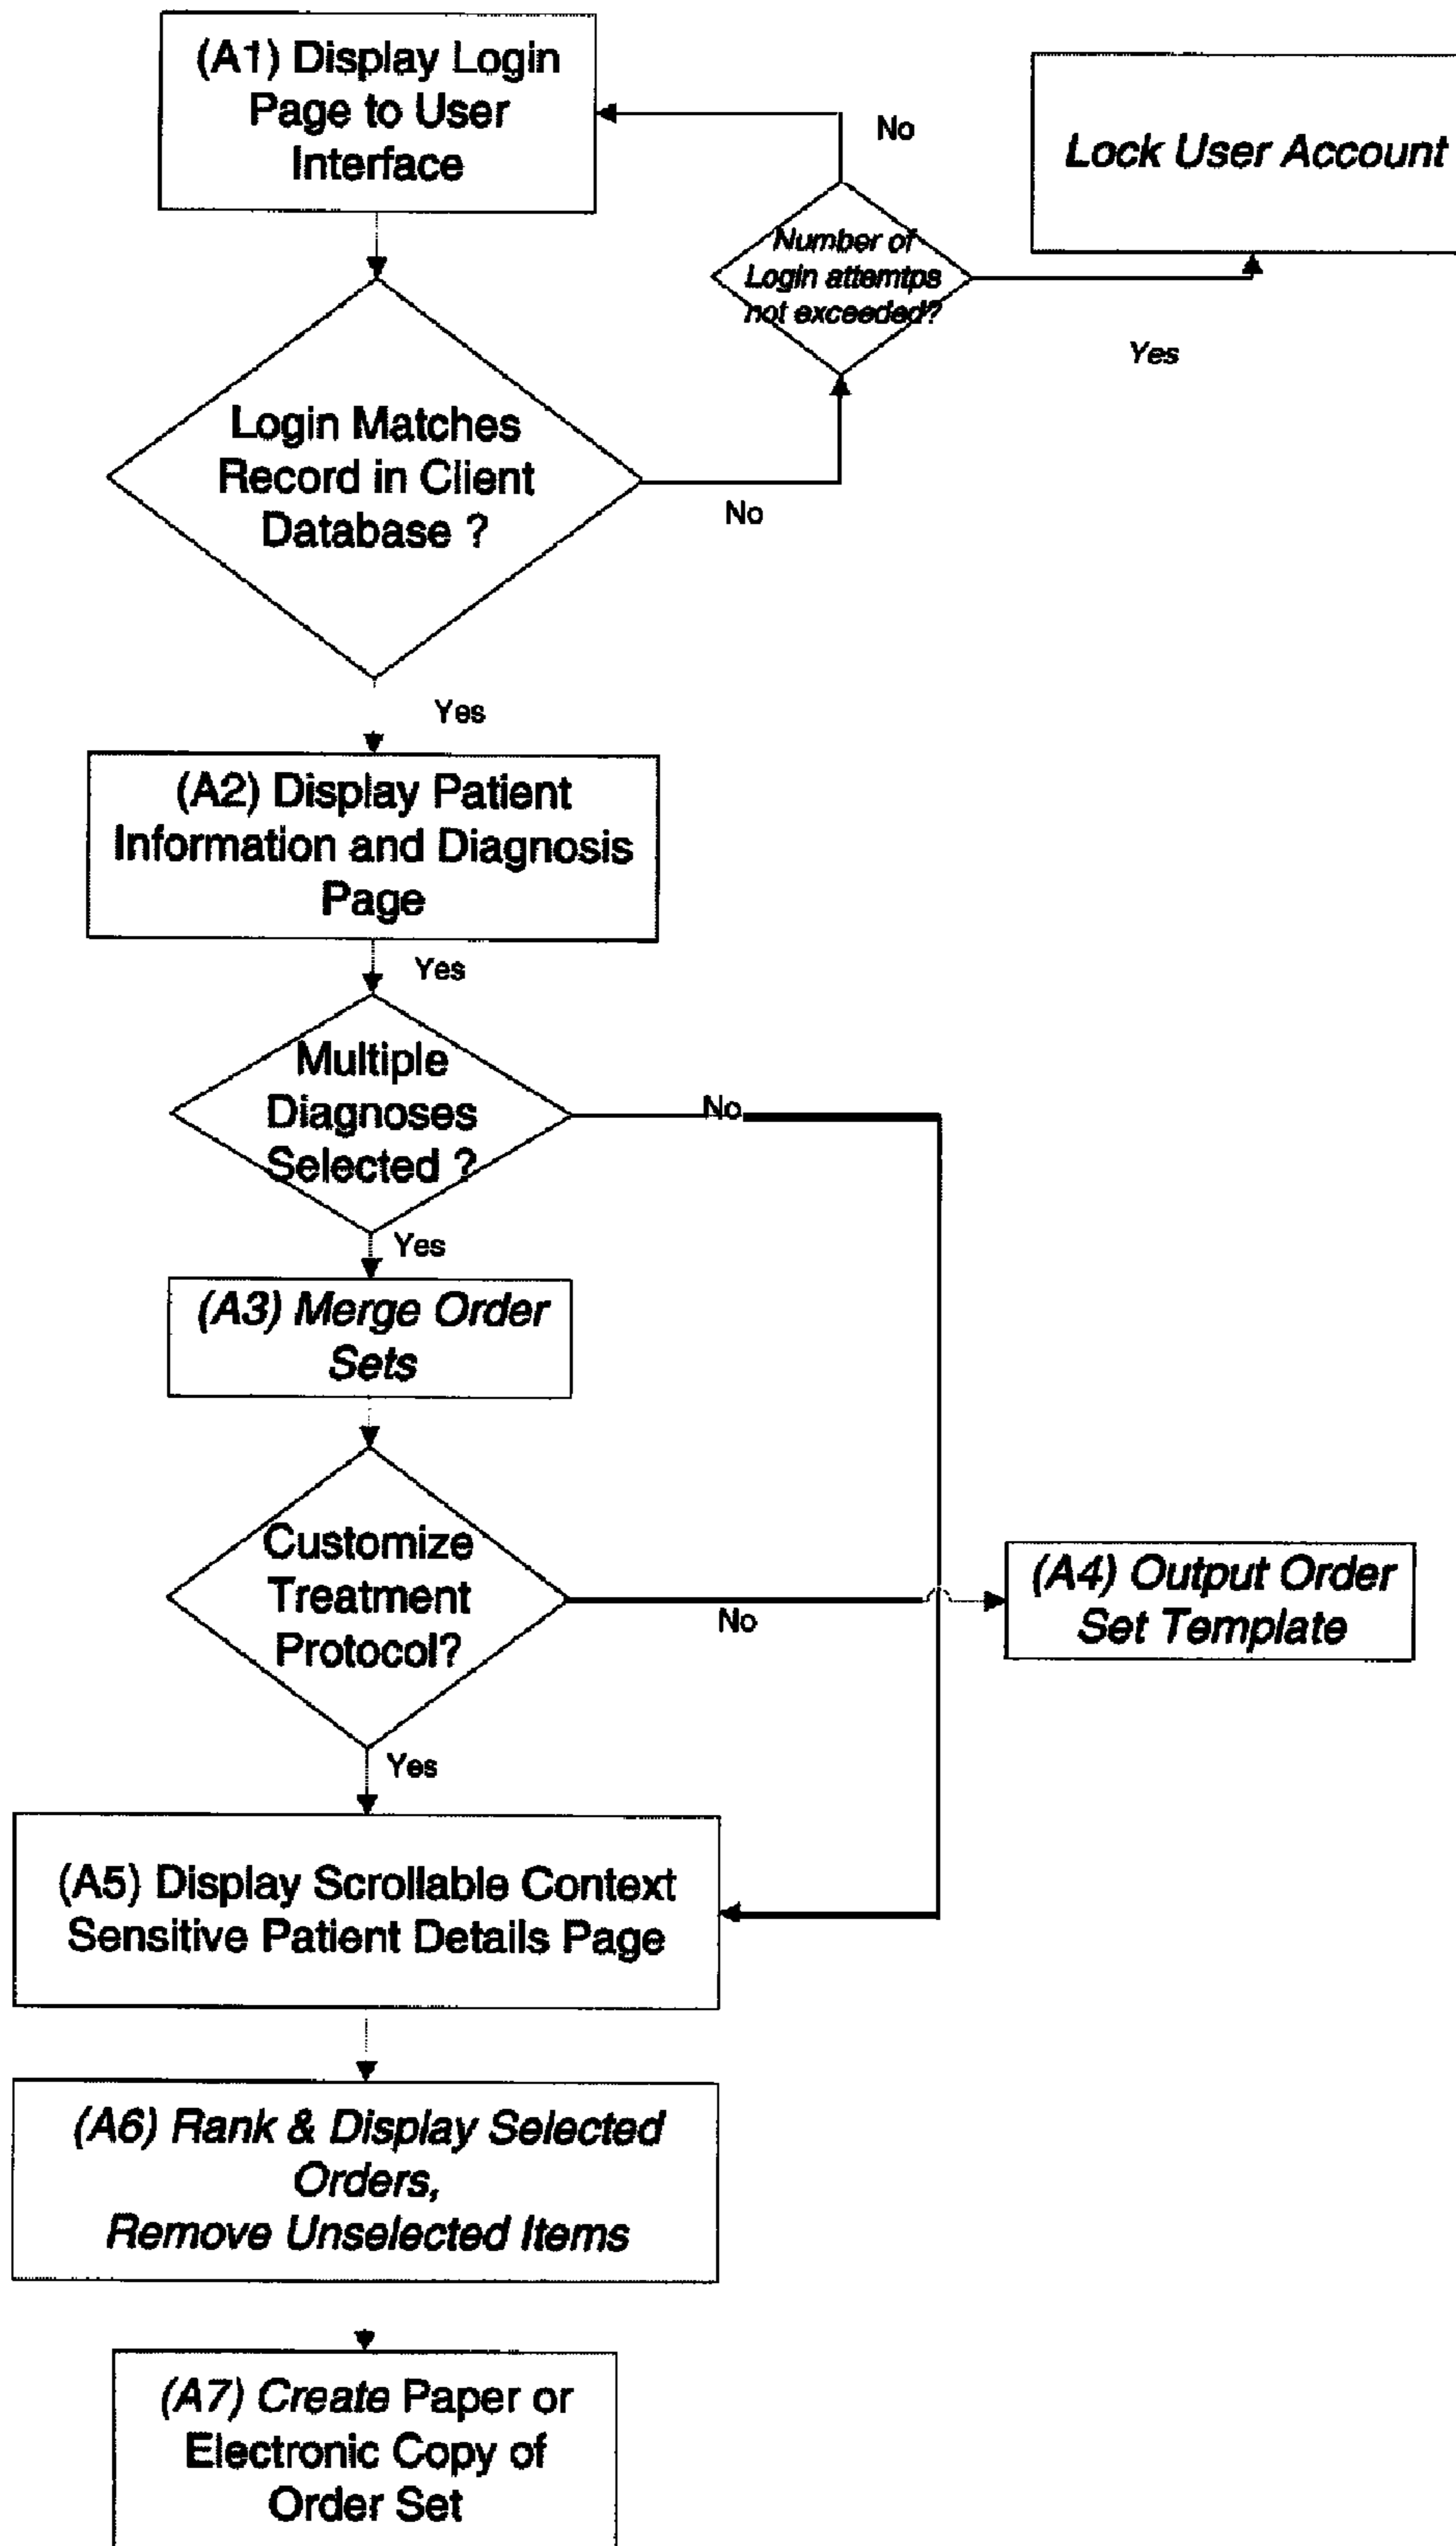 (A1) Display Login
Page to User
Interface
No
Lock User Account
Number of
Login attemtps
not exceeded?
Yes
Login Matches
Record in Client
Database ?
No
Yes
(A2) Display Patient
Information and Diagnosis
Page
Yes
Multiple
Diagnoses
Selected ?
No
Yes
(A3) Merge Order
Sets
Customize
Treatment
Protocol?
No
(A4) Output Order
Set Template
Yes
(A5) Display Scrollable Context
Sensitive Patient Details Page
(A6) Rank & Display Selected
Orders,
Remove Unselected Items
(A7) Create Paper or
Electronic Copy of
Order Set